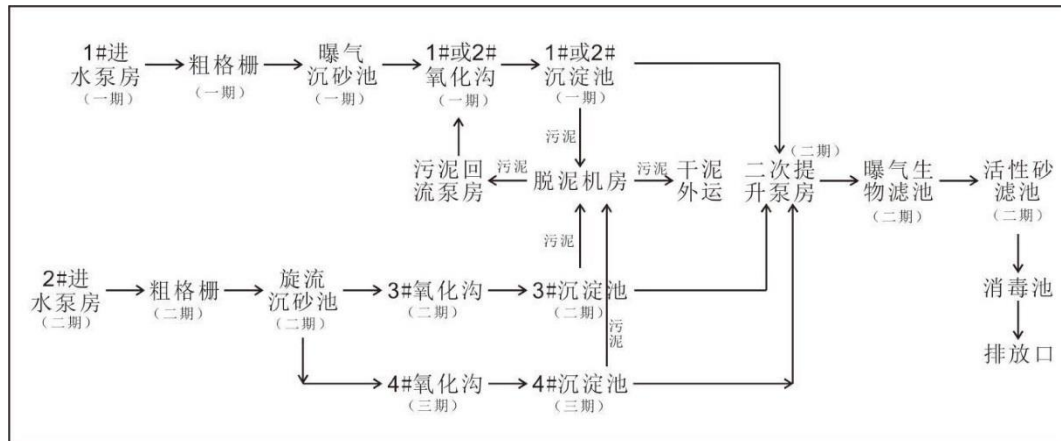 1#进
水泵房
（一期）
粗格栅
（一期）
曝气
沉砂池
（一期）
1#或2#
氧化沟
（一期）
1#或2#
沉淀池
（一期）
污泥
污泥回
流泵房
污泥
脱泥机房
污泥
干泥
外运
（二期）
二次提
升泵房
曝气生
物滤池
（二期）
活性砂
滤池
（二期）
污泥
2#进
水泵房
（二期）
粗格栅
（二期）
旋流
沉砂池
（二期）
3#氧化沟
（二期）
3#沉淀池
（二期）
污
泥
消毒池
排放口
4#氧化沟
（三期）
4#沉淀池
（三期）